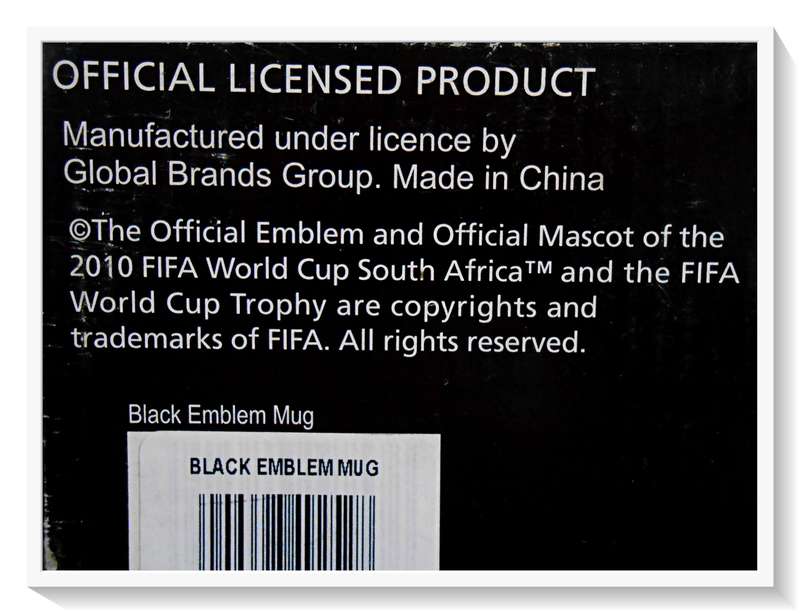 OFFICIAL LICENSED PRODUCT
Manufactured under licence by
Global Brands Group. Made in China
©The Official Emblem and Official Mascot of the
2010 FIFA World Cup South Africa™ and the FIFA
World Cup Trophy are copyrights and
trademarks of FIFA. All rights reserved.
Black Emblem Mug
BLACK EMBLEM MUG